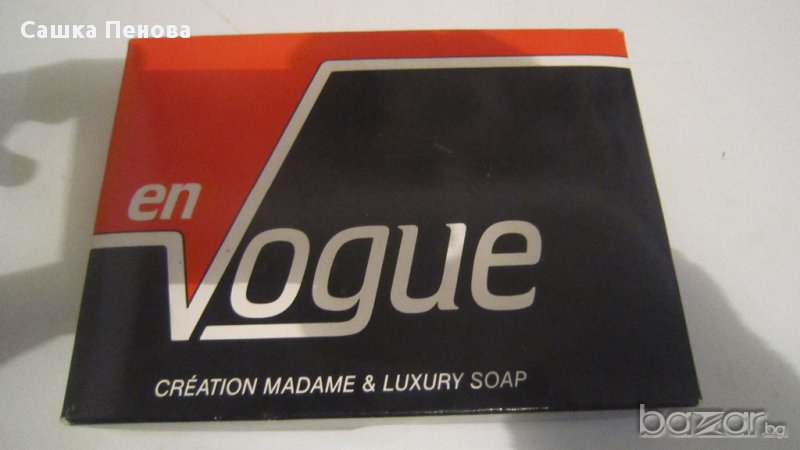 Сашка Пенова
en
Vogue
CRÉATION MADAME & LUXURY SOAP
bazar.bg